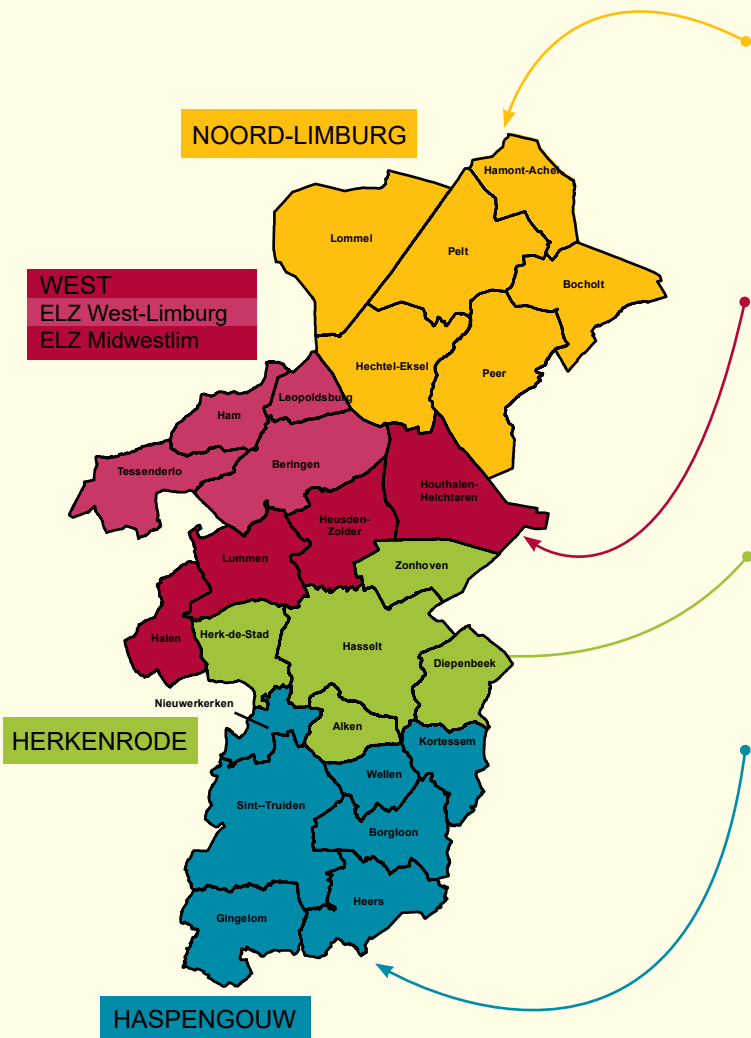 NOORD-LIMBURG
Hamont-Achel
Lommel
Pelt
Bocholt
WEST
ELZ West-Limburg
ELZ Midwestlim
Hechtel-Eksel
Peer
Leopoldsburg
Ham
Tessenderlo
Beringen
Houthalen-
Helchteren
Heusden-
Zolder
Lummen
Zonhoven
Halen
Herk-de-Stad
Hasselt
Diepenbeek
Nieuwerkerken
Alken
HERKENRODE
Kortessem
Wellen
Sint--Truiden
Borgloon
Heers
Gingelom
HASPENGOUW